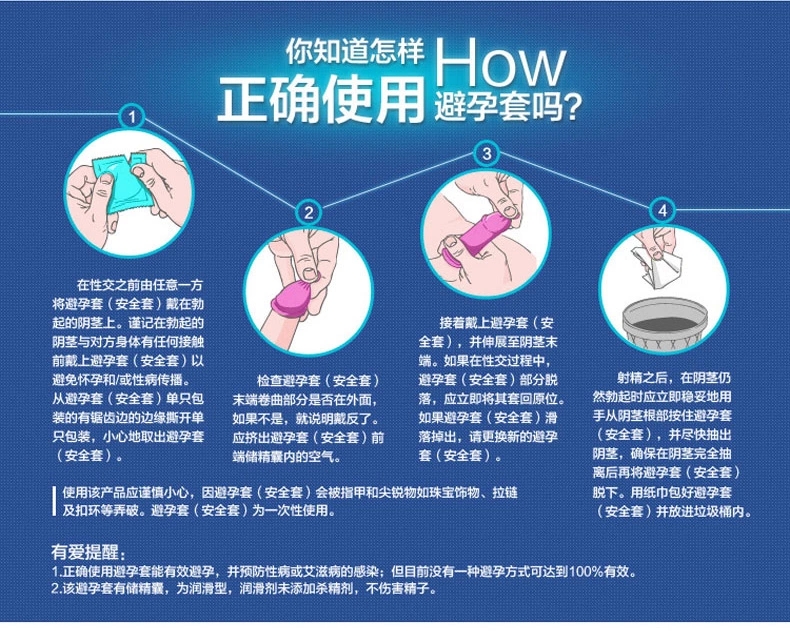 你知道怎样
How
正确使用
避孕套吗?
1
在性交之前由任意一方
将避孕套（安全套）戴在勃
起的阴茎上。谨记在勃起的
阴茎与对方身体有任何接触
前戴上避孕套（安全套）以
避免怀孕和/或性病传播。
从避孕套（安全套）单只包
装的有锯齿边的边缘撕开单
只包装，小心地取出避孕套
（安全套）。
2
检查避孕套（安全套）
末端卷曲部分是否在外面，
如果不是，就说明戴反了。
应挤出避孕套（安全套）前
端储精囊内的空气。
3
接着戴上避孕套（安
全套），并伸展至阴茎末
端。如果在性交过程中，
避孕套（安全套）部分脱
落，应立即将其套回原位。
如果避孕套（安全套）滑
落掉出，请更换新的避孕
套（安全套）。
4
射精之后，在阴茎仍
然勃起时应立即稳妥地用
手从阴茎根部按住避孕套
（安全套），并尽快抽出
阴茎，确保在阴茎完全抽
离后再将避孕套（安全套）
脱下。用纸巾包好避孕套
（安全套）并放进垃圾桶内。
使用该产品应谨慎小心，因避孕套（安全套）会被指甲和尖锐物如珠宝饰物、拉链
及扣环等弄破。避孕套（安全套）为一次性使用。
有爱提醒：
1.正确使用避孕套能有效避孕，并预防性病或艾滋病的感染；但目前没有一种避孕方式可达到100%有效。
2.该避孕套有储精囊，为润滑型，润滑剂未添加杀精剂，不伤害精子。